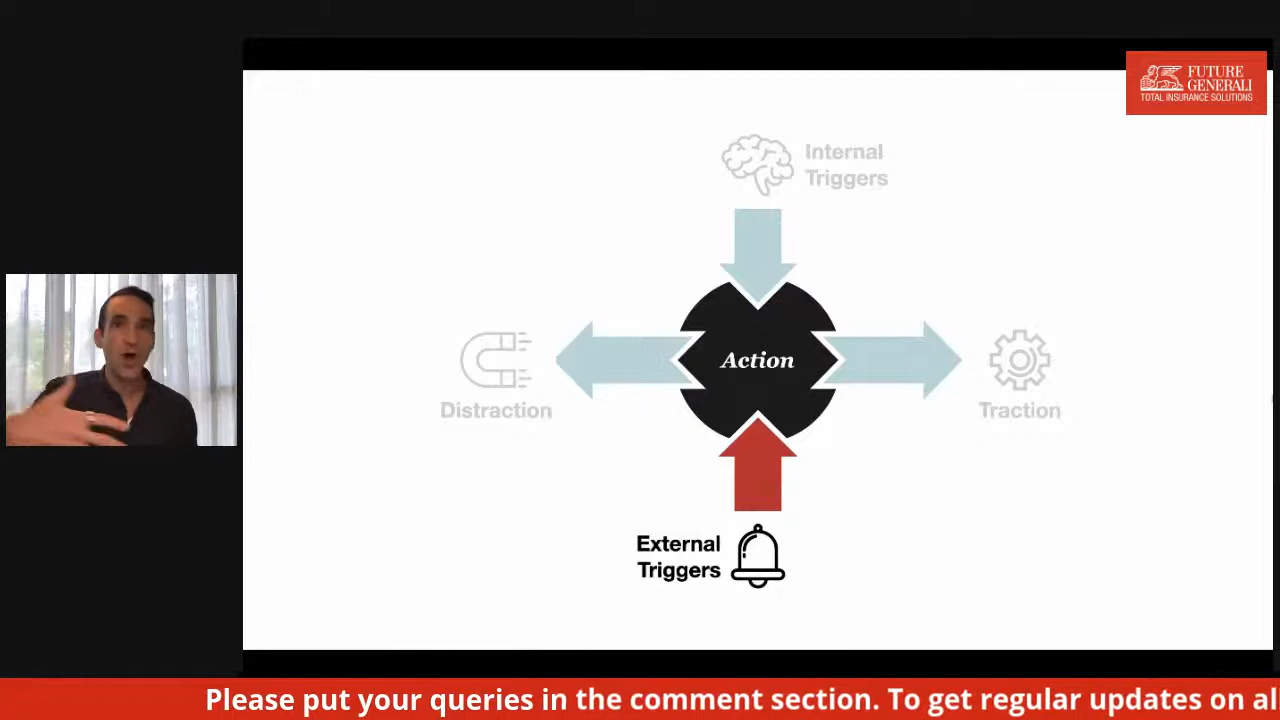 FUTURE
GENERALI
TOTAL INSURANCE SOLUTIONS
Internal
Triggers
Action
Distraction
Traction
External
Triggers
Please put your queries in the comment section. To get regular updates on al